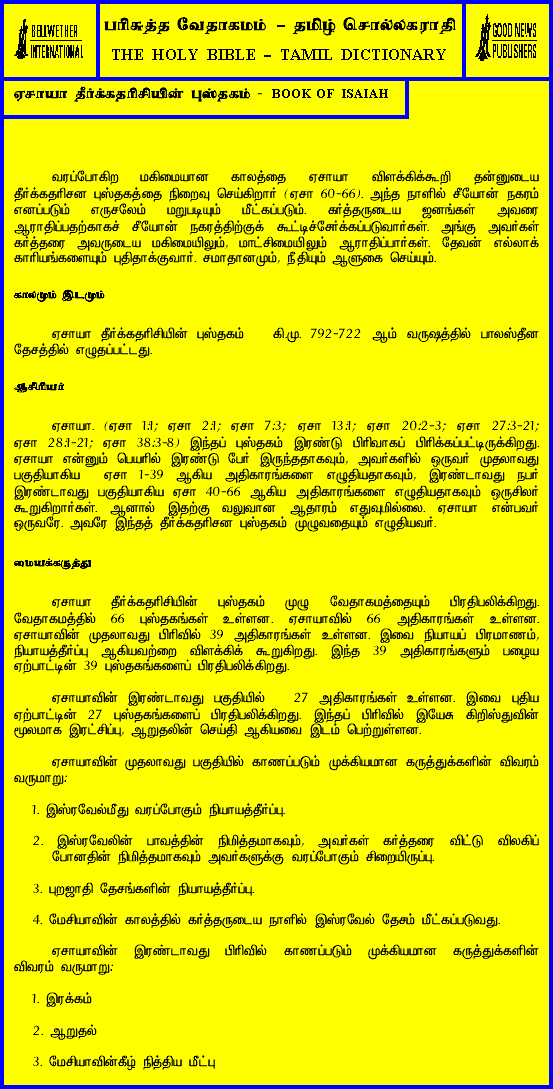 BELLWETHER
INTERNATIONAL
பரிசுத்த வேதாகமம் – தமிழ் சொல்லகராதி
THE HOLY BIBLE – TAMIL DICTIONARY
GOOD NEWS
PUBLISHERS
ஏசாயா தீர்க்கதரிசியின் புஸ்தகம் - BOOK OF ISAIAH
வரப்போகிற மகிமையான காலத்தை ஏசாயா விளக்கிக்கூறி தன்னுடைய
தீர்க்கதரிசன புஸ்தகத்தை நிறைவு செய்கிறார் (ஏசா 60-66). அந்த நாளில் சீயோன் நகரம்
எனப்படும் எருசலேம் மறுபடியும் மீட்கப்படும். கர்த்தருடைய ஜனங்கள் அவரை
ஆராதிப்பதற்காகச் சீயோன் நகரத்திற்குக் கூட்டிச்சேர்க்கப்படுவார்கள். அங்கு அவர்கள்
கர்த்தரை அவருடைய மகிமையிலும், மாட்சிமையிலும் ஆராதிப்பார்கள். தேவன் எல்லாக்
காரியங்களையும் புதிதாக்குவார். சமாதானமும், நீதியும் ஆளுகை செய்யும்.
காலமும் இடமும்
ஏசாயா தீர்க்கதரிசியின் புஸ்தகம் கி.மு. 792-722 ஆம் வருஷத்தில் பாலஸ்தீன
தேசத்தில் எழுதப்பட்டது.
ஆசிரியர்
ஏசாயா. (ஏசா 1:1; ஏசா 2:1; ஏசா 7:3; ஏசா 13:1; ஏசா 20:2-3; ஏசா 27:3-21;
ஏசா 28:1-21; ஏசா 38:3-8) இந்தப் புஸ்தகம் இரண்டு பிரிவாகப் பிரிக்கப்பட்டிருக்கிறது.
ஏசாயா என்னும் பெயரில் இரண்டு பேர் இருந்ததாகவும், அவர்களில் ஒருவர் முதலாவது
பகுதியாகிய ஏசா 1-39 ஆகிய அதிகாரங்களை எழுதியதாகவும், இரண்டாவது நபர்
இரண்டாவது பகுதியாகிய ஏசா 40-66 ஆகிய அதிகாரங்களை எழுதியதாகவும் ஒருசிலர்
கூறுகிறார்கள். ஆனால் இதற்கு வலுவான ஆதாரம் எதுவுமில்லை. ஏசாயா என்பவர்
ஒருவரே. அவரே இந்தத் தீர்க்கதரிசன புஸ்தகம் முழுவதையும் எழுதியவர்.
மையக்கருத்து
ஏசாயா தீர்க்கதரிசியின் புஸ்தகம் முழு வேதாகமத்தையும் பிரதிபலிக்கிறது.
வேதாகமத்தில் 66 புஸ்தகங்கள் உள்ளன. ஏசாயாவில் 66 அதிகாரங்கள் உள்ளன.
ஏசாயாவின் முதலாவது பிரிவில் 39 அதிகாரங்கள் உள்ளன. இவை நியாயப் பிரமாணம்,
நியாயத்தீர்ப்பு ஆகியவற்றை விளக்கிக் கூறுகிறது. இந்த 39 அதிகாரங்களும் பழைய
ஏற்பாட்டின் 39 புஸ்தகங்களைப் பிரதிபலிக்கிறது.
ஏசாயாவின் இரண்டாவது பகுதியில் 27 அதிகாரங்கள் உள்ளன. இவை புதிய
ஏற்பாட்டின் 27 புஸ்தகங்களைப் பிரதிபலிக்கிறது. இந்தப் பிரிவில் இயேசு கிறிஸ்துவின்
மூலமாக இரட்சிப்பு, ஆறுதலின் செய்தி ஆகியவை இடம் பெற்றுள்ளன.
ஏசாயாவின் முதலாவது பகுதியில் காணப்படும் முக்கியமான கருத்துக்களின் விவரம்
வருமாறு:
1. இஸ்ரவேல்மீது வரப்போகும் நியாயத்தீர்ப்பு.
2. இஸ்ரவேலின் பாவத்தின் நிமித்தமாகவும், அவர்கள் கர்த்தரை விட்டு விலகிப்
போனதின் நிமித்தமாகவும் அவர்களுக்கு வரப்போகும் சிறையிருப்பு.
3. புறஜாதி தேசங்களின் நியாயத்தீர்ப்பு.
4. மேசியாவின் காலத்தில் கர்த்தருடைய நாளில் இஸ்ரவேல் தேசம் மீட்கப்படுவது.
ஏசாயாவின் இரண்டாவது பிரிவில் காணப்படும் முக்கியமான கருத்துக்களின்
விவரம் வருமாறு:
1. இரக்கம்
2. ஆறுதல்
3. மேசியாவின்கீழ் நித்திய மீட்பு